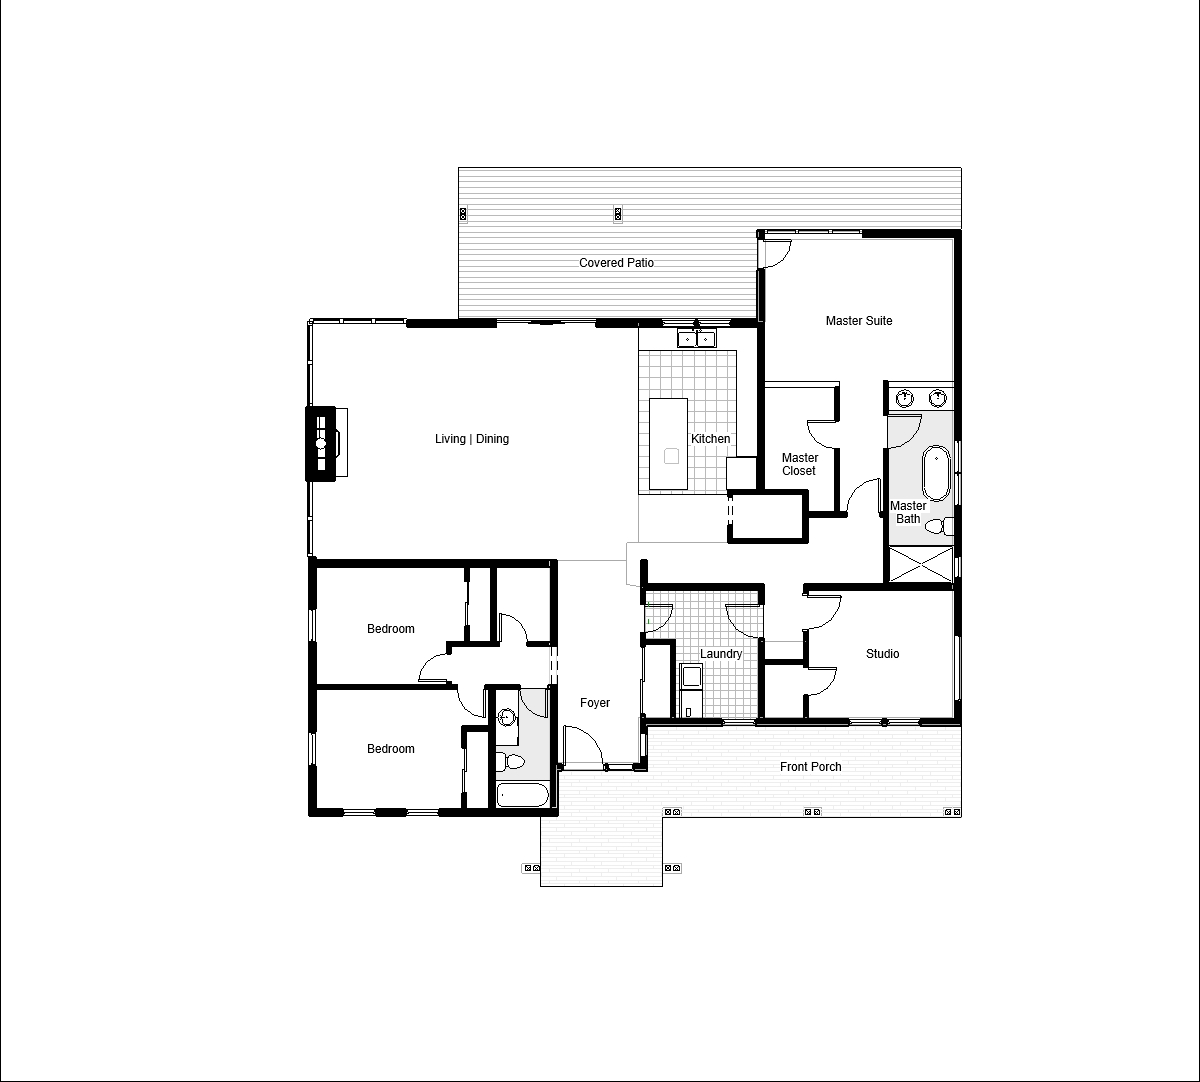 Covered Patio
Master Suite
Living | Dining
Kitchen
Master
Closet
Master
Bath
Bedroom
Laundry
Studio
Foyer
Bedroom
Front Porch